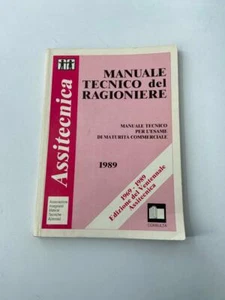 MANUALE
TECNICO del
RAGIONIERE
MANUALE TECNICO
PER L'ESAME
DI MATURITÀ COMMERCIALE
1989
1969 - 1989
Edizione del Ventennale
Assitecnica
Assitecnica